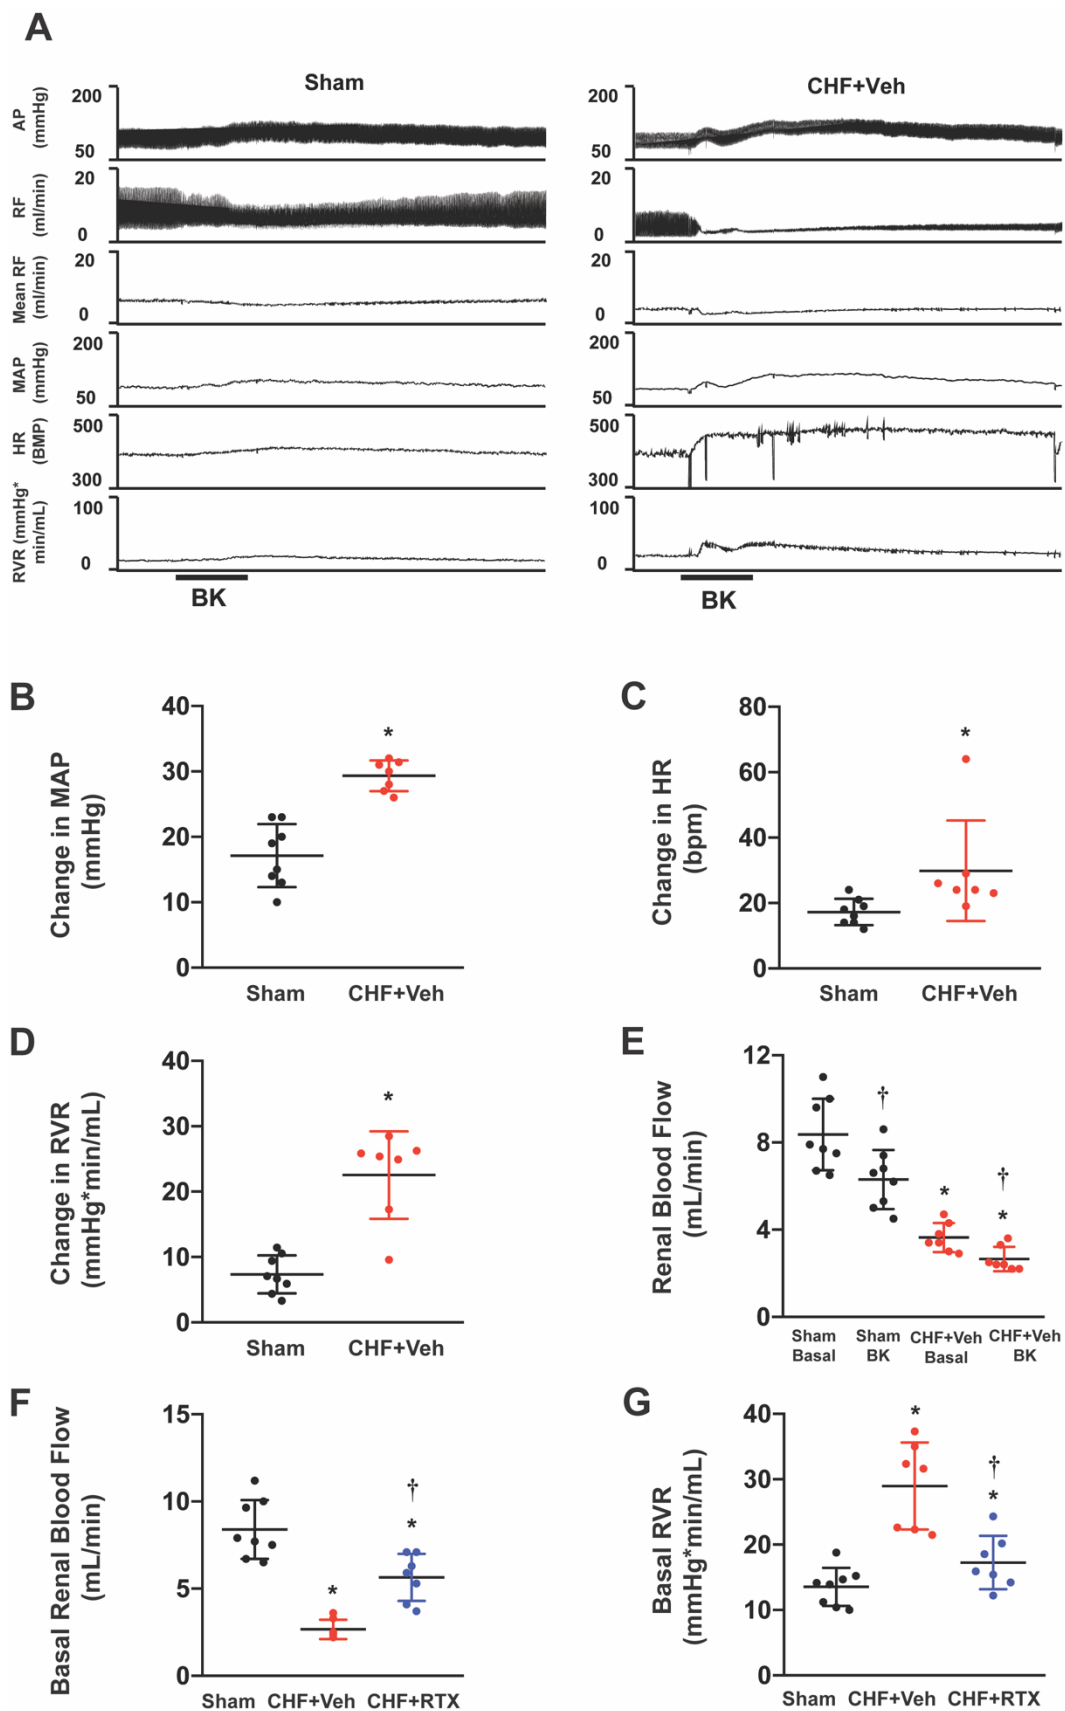 A
Sham
CHF+Veh
AP
(mmHg)
200
50
200
50
RF
(ml/min)
20
0
20
0
Mean RF
(ml/min)
20
0
20
0
MAP
(mmHg)
200
50
200
50
HR
(BMP)
500
300
500
300
RVR (mmHg*
min/mL)
100
0
100
0
BK
BK
B
Change in MAP
(mmHg)
40
30
20
10
0
*
Sham
CHF+Veh
C
Change in HR
(bpm)
80
60
40
20
0
*
Sham
CHF+Veh
D
Change in RVR
(mmHg*min/mL)
40
30
20
10
0
*
Sham
CHF+Veh
E
Renal Blood Flow
(mL/min)
12
8
4
0
†
*
†
*
Sham
Basal
Sham
BK
CHF+Veh
Basal
CHF+Veh
BK
F
Basal Renal Blood Flow
(mL/min)
15
10
5
0
*
†
*
Sham
CHF+Veh
CHF+RTX
G
Basal RVR
(mmHg*min/mL)
40
30
20
10
0
*
†
*
Sham
CHF+Veh
CHF+RTX